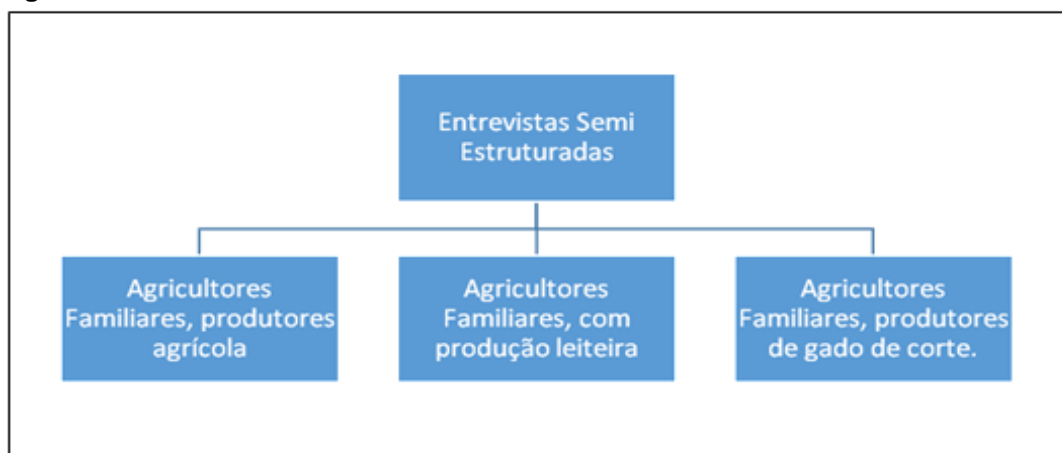 Entrevistas Semi
Estruturadas
Agricultores
Familiares, produtores
agrícola
Agricultores
Familiares, com
produção leiteira
Agricultores
Familiares, produtores
de gado de corte.